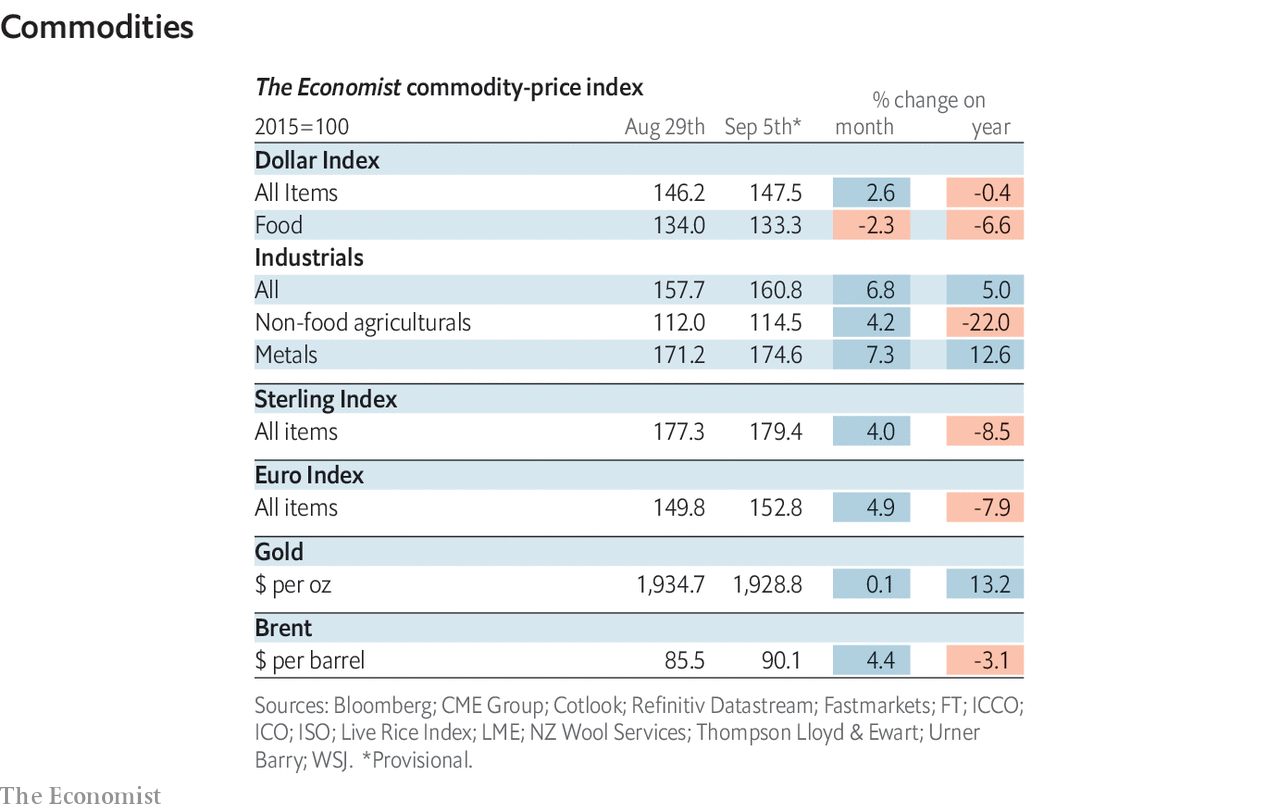 Commodities
The Economist commodity-price index
% change on
2015=100 Aug 29th Sep 5th* month year
Dollar Index
All Items 146.2 147.5 2.6 -0.4
Food 134.0 133.3 -2.3 -6.6
Industrials
All 157.7 160.8 6.8 5.0
Non-food agriculturals 112.0 114.5 4.2 -22.0
Metals 171.2 174.6 7.3 12.6
Sterling Index
All items 177.3 179.4 4.0 -8.5
Euro Index
All items 149.8 152.8 4.9 -7.9
Gold
$ per oz 1,934.7 1,928.8 0.1 13.2
Brent
$ per barrel 85.5 90.1 4.4 -3.1
Sources: Bloomberg; CME Group; Cotlook; Refinitiv Datastream; Fastmarkets; FT; ICCO;
ICO; ISO; Live Rice Index; LME; NZ Wool Services; Thompson Lloyd & Ewart; Urner
Barry; WSJ. *Provisional.
The Economist